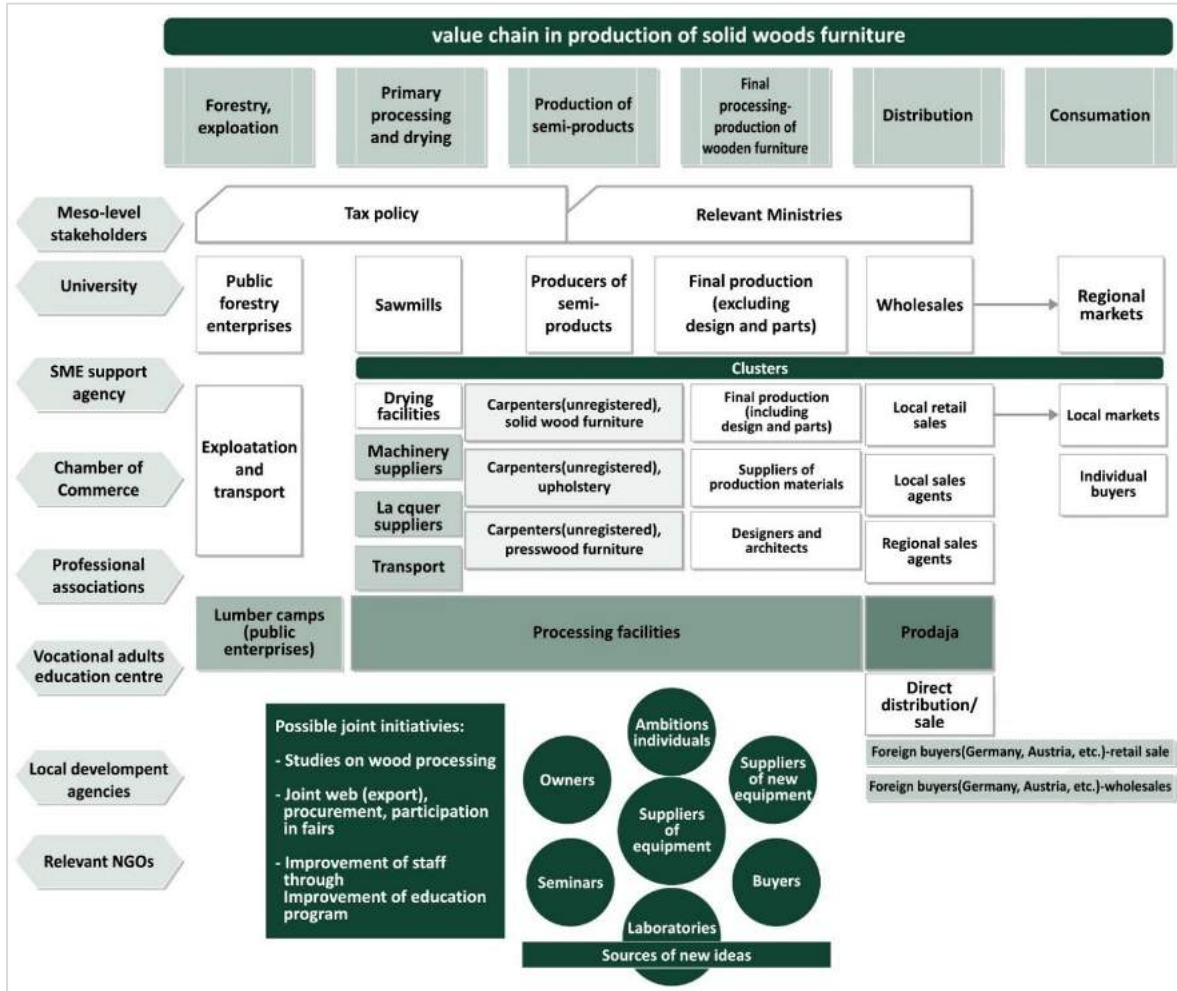 value chain in production of solid woods furniture
Forestry,
exploation
Primary
processing
and drying
Production of
semi-products
Final
processing-
production of
wooden furniture
Distribution
Consumation
Meso-level
stakeholders
Tax policy
Relevant Ministries
University
Public
forestry
enterprises
Sawmills
Producers of
semi-
products
Final production
(excluding
design and parts)
Wholesales
Regional
markets
SME support
agency
Clusters
Exploatation
and
transport
Drying
facilities
Carpenters(unregistered),
solid wood furniture
Final production
(including
design and parts)
Local retail
sales
Local markets
Chamber of
Commerce
Machinery
suppliers
Carpenters(unregistered),
upholstery
Suppliers of
production materials
Local sales
agents
Individual
buyers
La cquer
suppliers
Carpenters(unregistered),
presswood furniture
Designers and
architects
Regional sales
agents
Professional
associations
Transport
Lumber camps
(public
enterprises)
Processing facilities
Prodaja
Vocational adults
education centre
Direct
distribution/
sale
Foreign buyers(Germany, Austria, etc.)-retail sale
Foreign buyers(Germany, Austria, etc.)-wholesales
Local develompent
agencies
Relevant NGOs
Possible joint initiativies:
- Studies on wood processing
- Joint web (export),
procurement, participation
in fairs
- Improvement of staff
through
Improvement of education
program
Ambitions
individuals
Owners
Suppliers
of new
equipment
Suppliers
of
equipment
Seminars
Buyers
Laboratories
Sources of new ideas